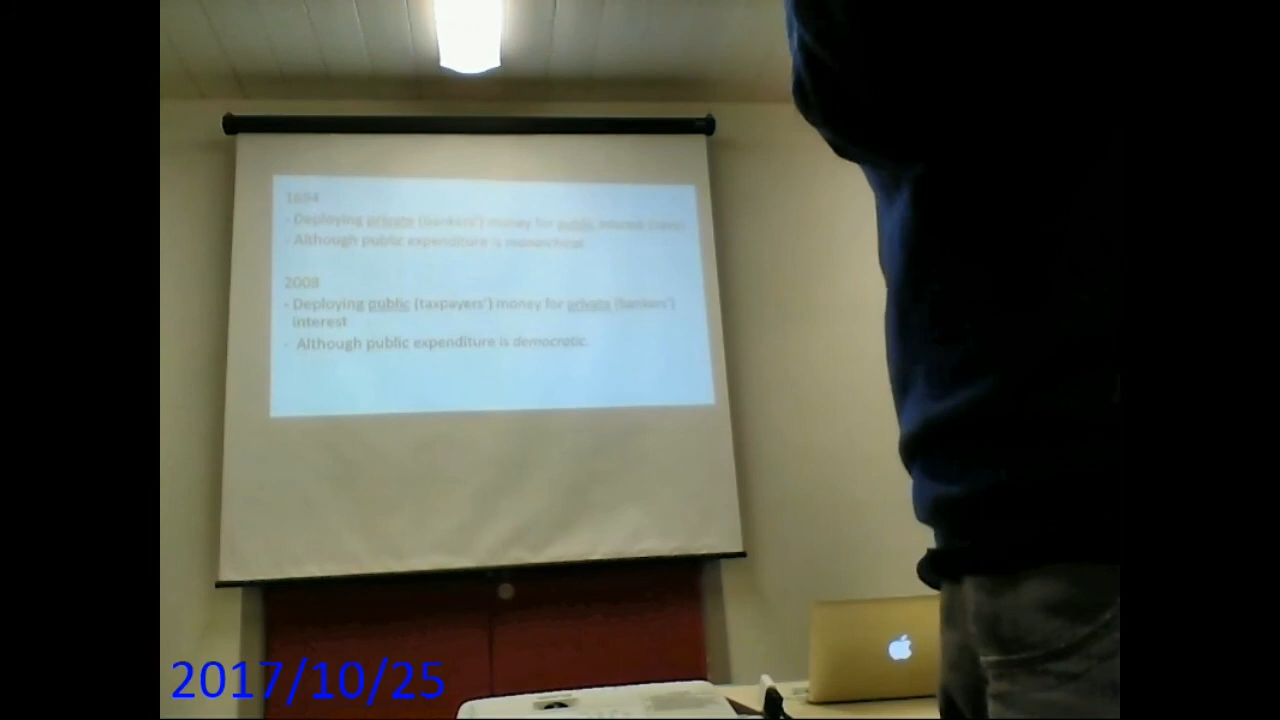 1694
- Deploying private (bankers') money for public interest
- Although public expenditure is monarchical
2008
- Deploying public (taxpayers') money for private (bankers')
interest
- Although public expenditure is democratic.
2017/10/25